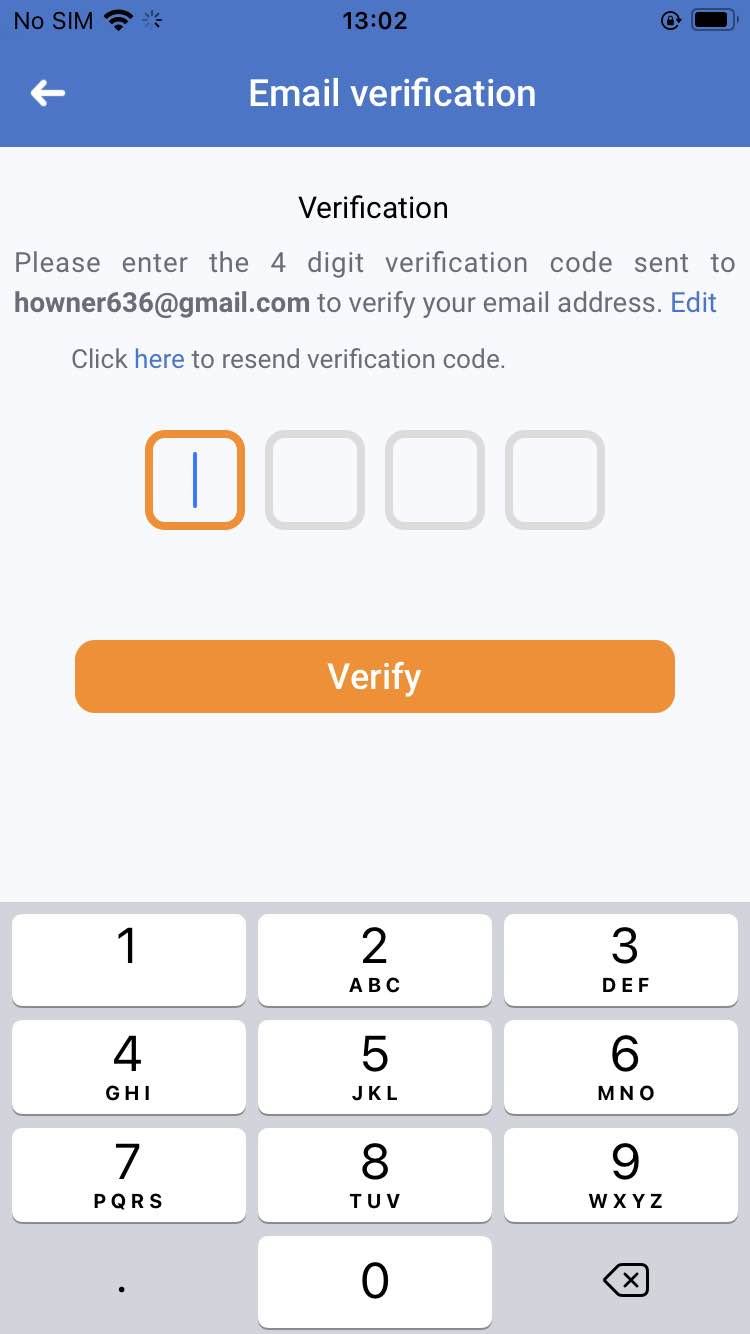 No SIM 13:02
Email verification
Verification
Please enter the 4 digit verification code sent to
howner636@gmail.com to verify your email address. Edit
Click here to resend verification code.
Verify
1 2 3
ABC DEF
4 5 6
GHI JKL MNO
7 8 9
PQRS TUV WXYZ
. 0